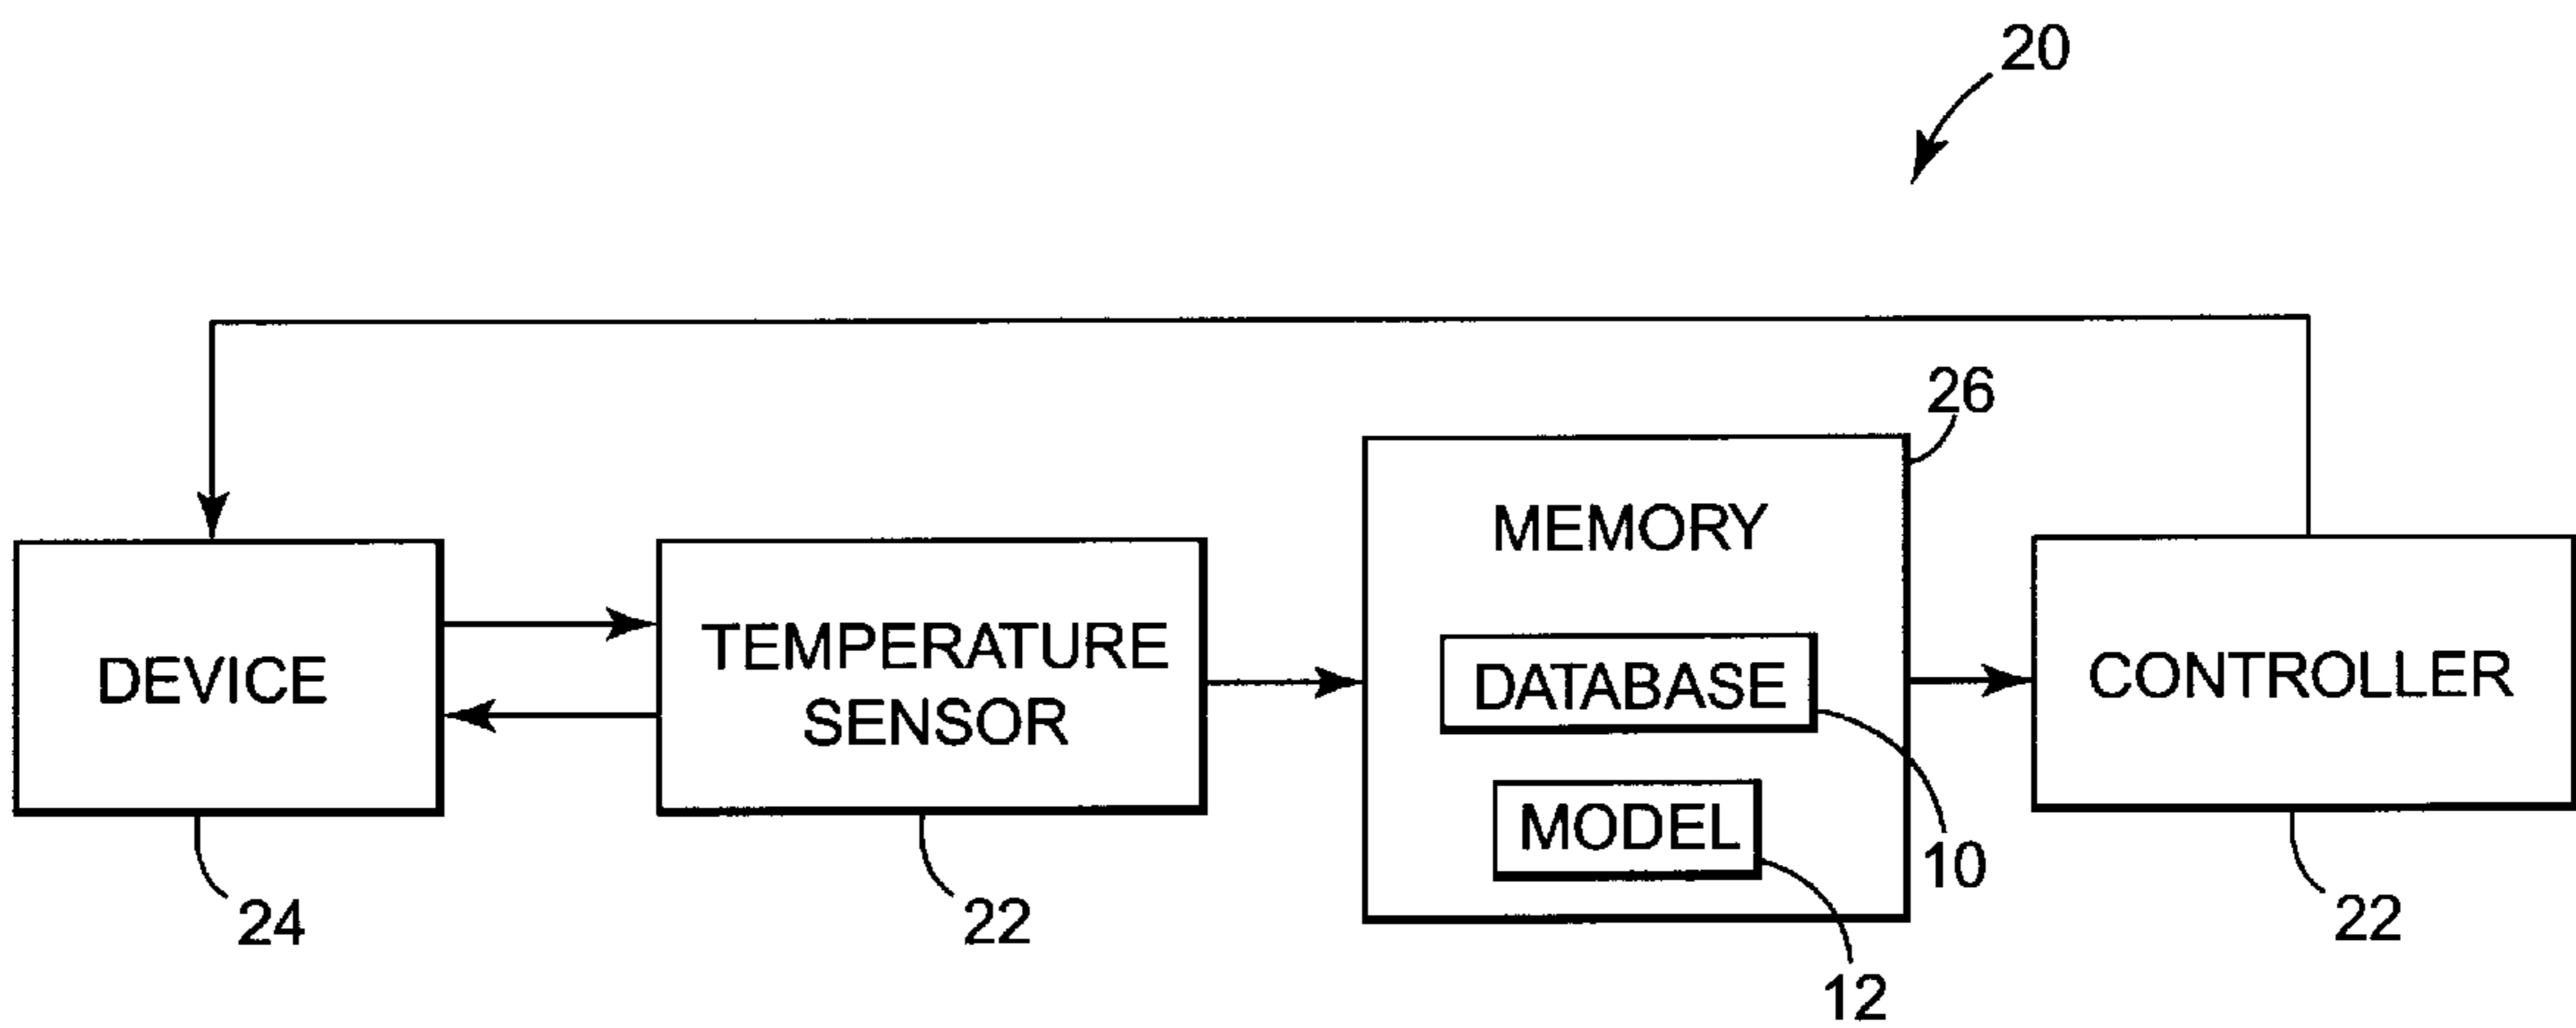 20
26
MEMORY
DEVICE
TEMPERATURE
SENSOR
DATABASE
MODEL
CONTROLLER
24
22
10
12
22